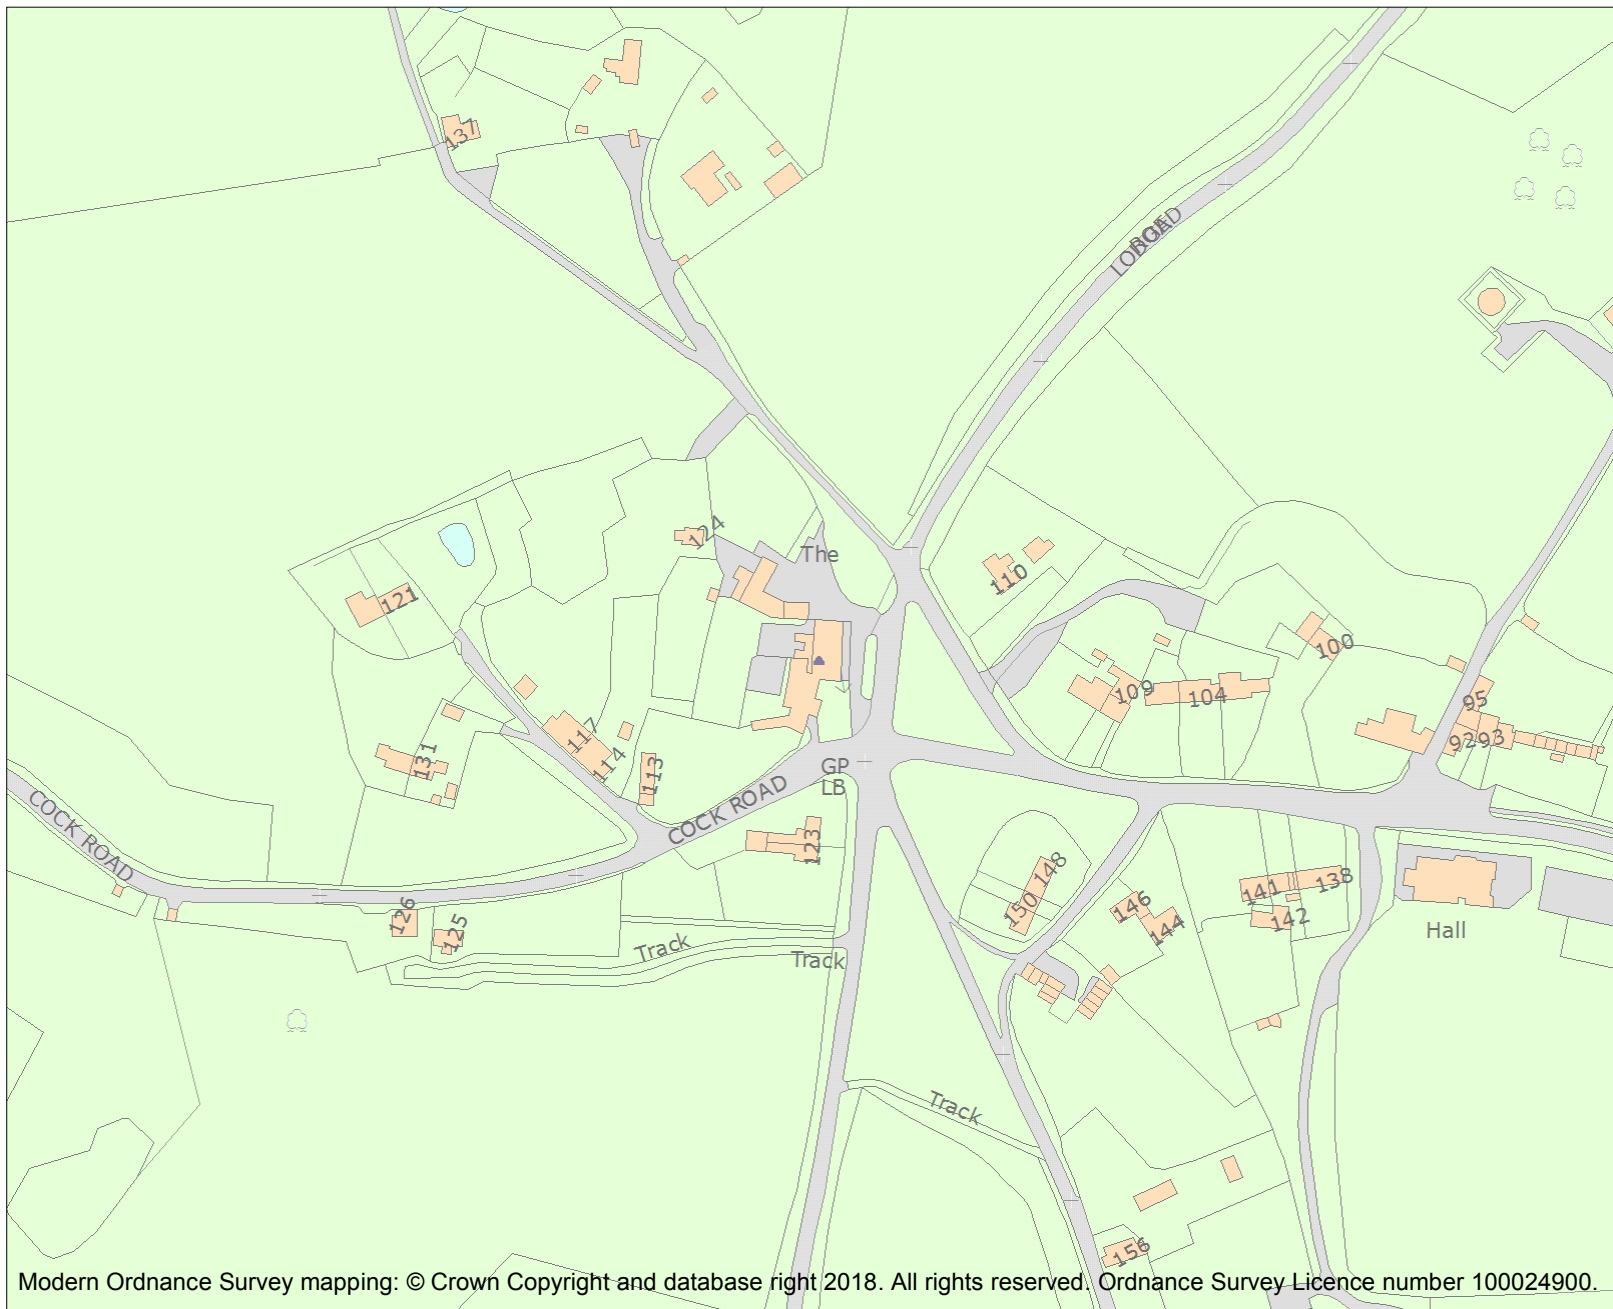 137
LODGE
ROAD
124
The
110
121
100
109
104
95
92
93
117
114
113
131
GP
LB
COCK ROAD
COCK ROAD
123
148
150
141
138
142
146
144
Hall
126
125
Track
Track
Track
156
Modern Ordnance Survey mapping: © Crown Copyright and database right 2018. All rights reserved. Ordnance Survey Licence number 100024900.